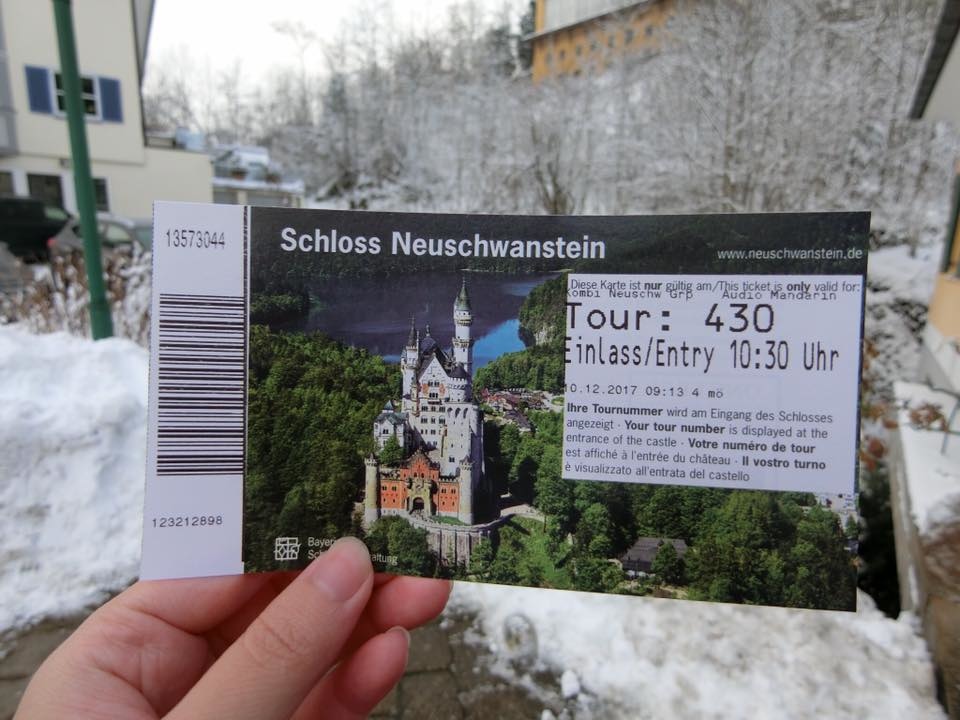 13573044
123212898
Schloss Neuschwanstein
www.neuschwanstein.de
Diese Karte ist nur gültig am/This ticket is only valid for:
Kombi Neuschw Grp Audio Mandarin
Tour: 430
Einlass/Entry 10:30 Uhr
10.12.2017 09:13 4 mö
Ihre Tournummer wird am Eingang des Schlosses
angezeigt · Your tour number is displayed at the
entrance of the castle · Votre numéro de tour
est affiché à l'entrée du château · Il vostro turno
è visualizzato all'entrata del castello